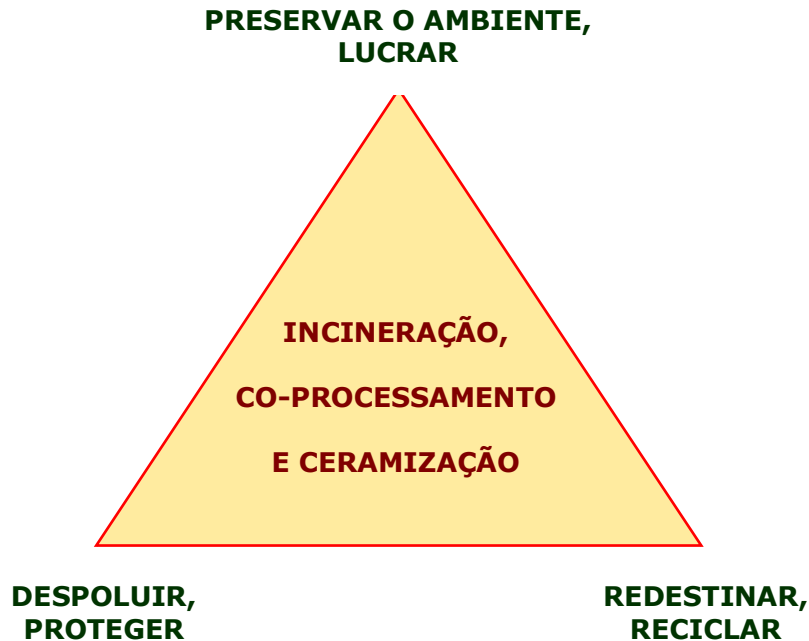 PRESERVAR O AMBIENTE,
LUCRAR
INCINERAÇÃO,
CO-PROCESSAMENTO
E CERAMIZAÇÃO
DESPOLUIR,
PROTEGER
REDESTINAR,
RECICLAR